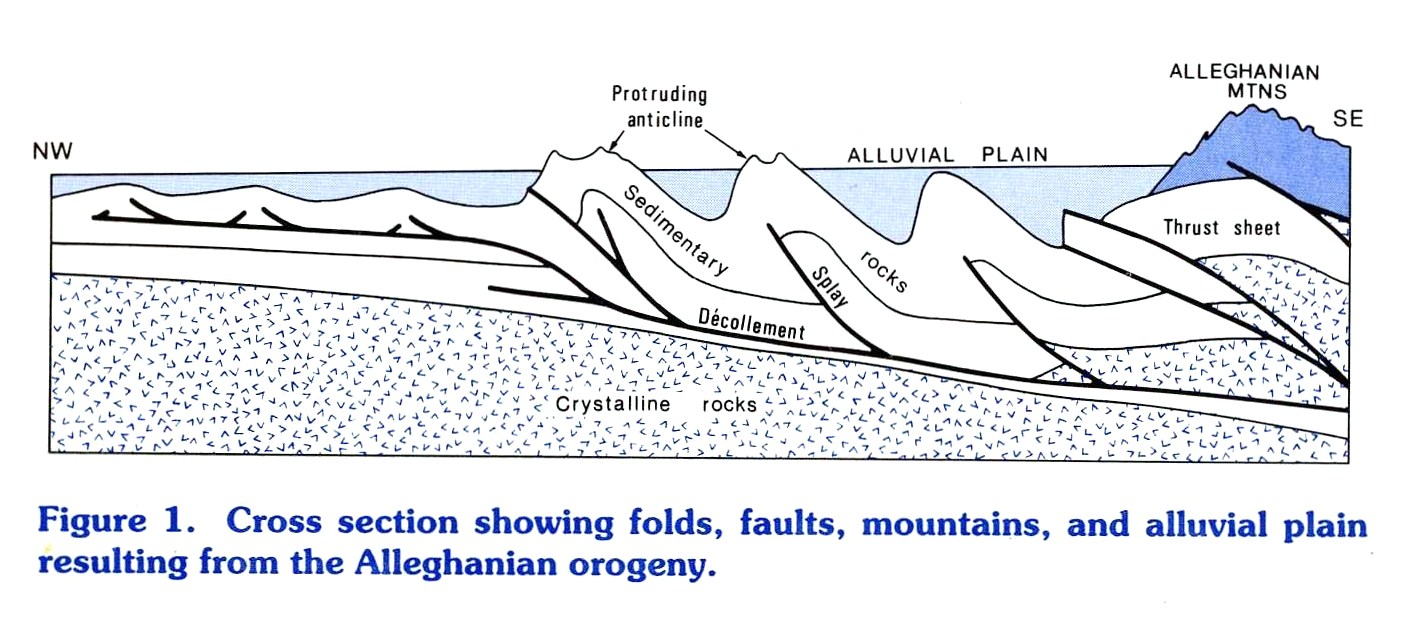 ALLEGHANIAN
MTNS
Protruding
anticline
NW
ALLUVIAL PLAIN
SE
Sedimentary
rocks
Thrust sheet
Splay
Décollement
Crystalline rocks
Figure 1. Cross section showing folds, faults, mountains, and alluvial plain
resulting from the Alleghanian orogeny.